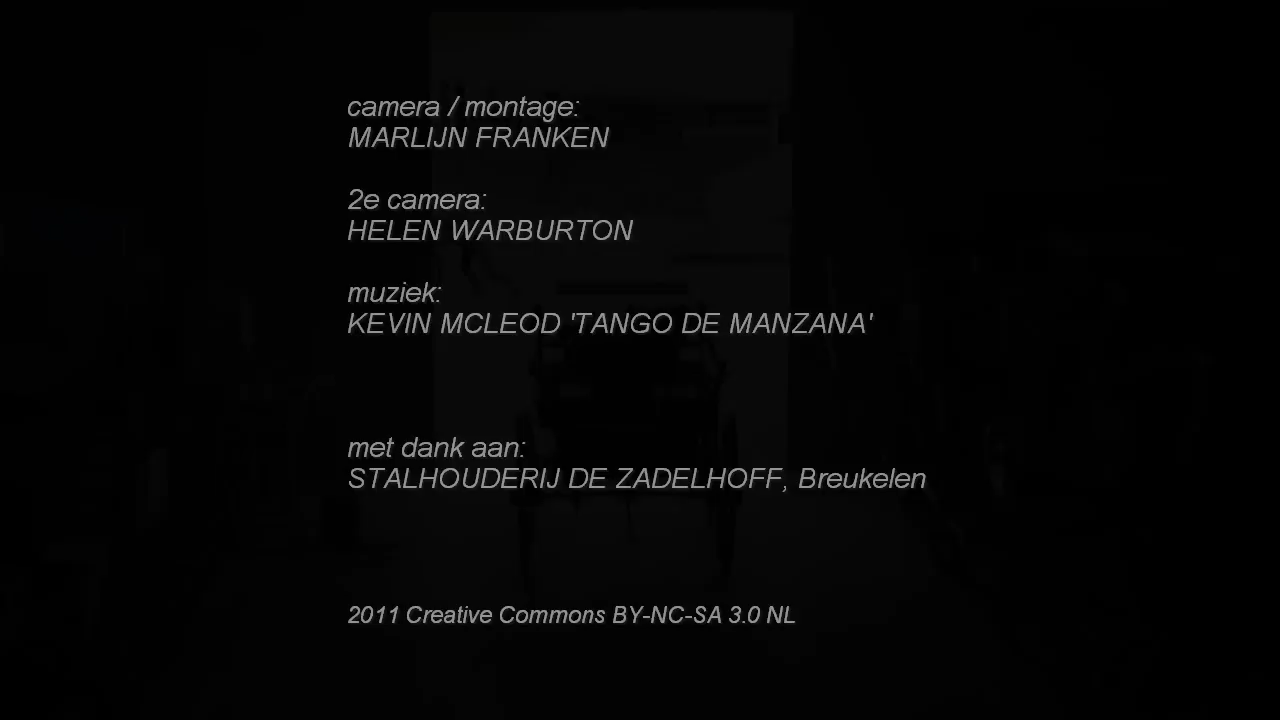 camera / montage:
MARLIJN FRANKEN
2e camera:
HELEN WARBURTON
muziek:
KEVIN MCLEOD 'TANGO DE MANZANA'
met dank aan:
STALHOUDERIJ DE ZADELHOFF, Breukelen
2011 Creative Commons BY-NC-SA 3.0 NL